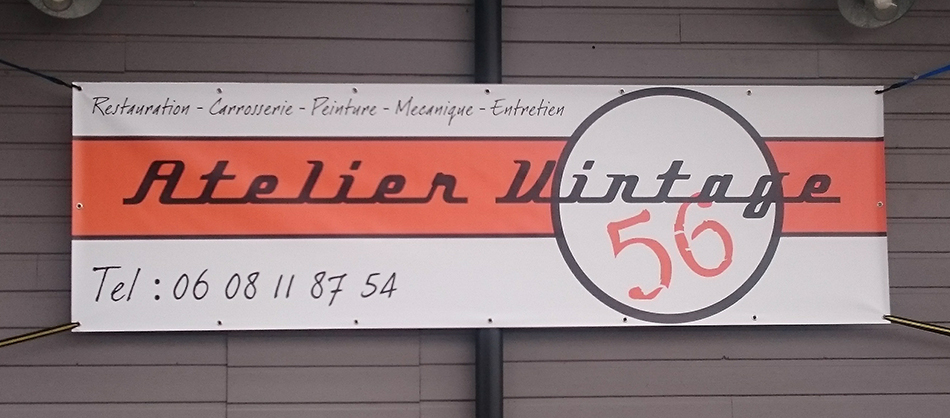 Restauration - Carrosserie - Peinture - Mecanique - Entretien
Atelier Vintage
56
Tel : 06 08 11 87 54